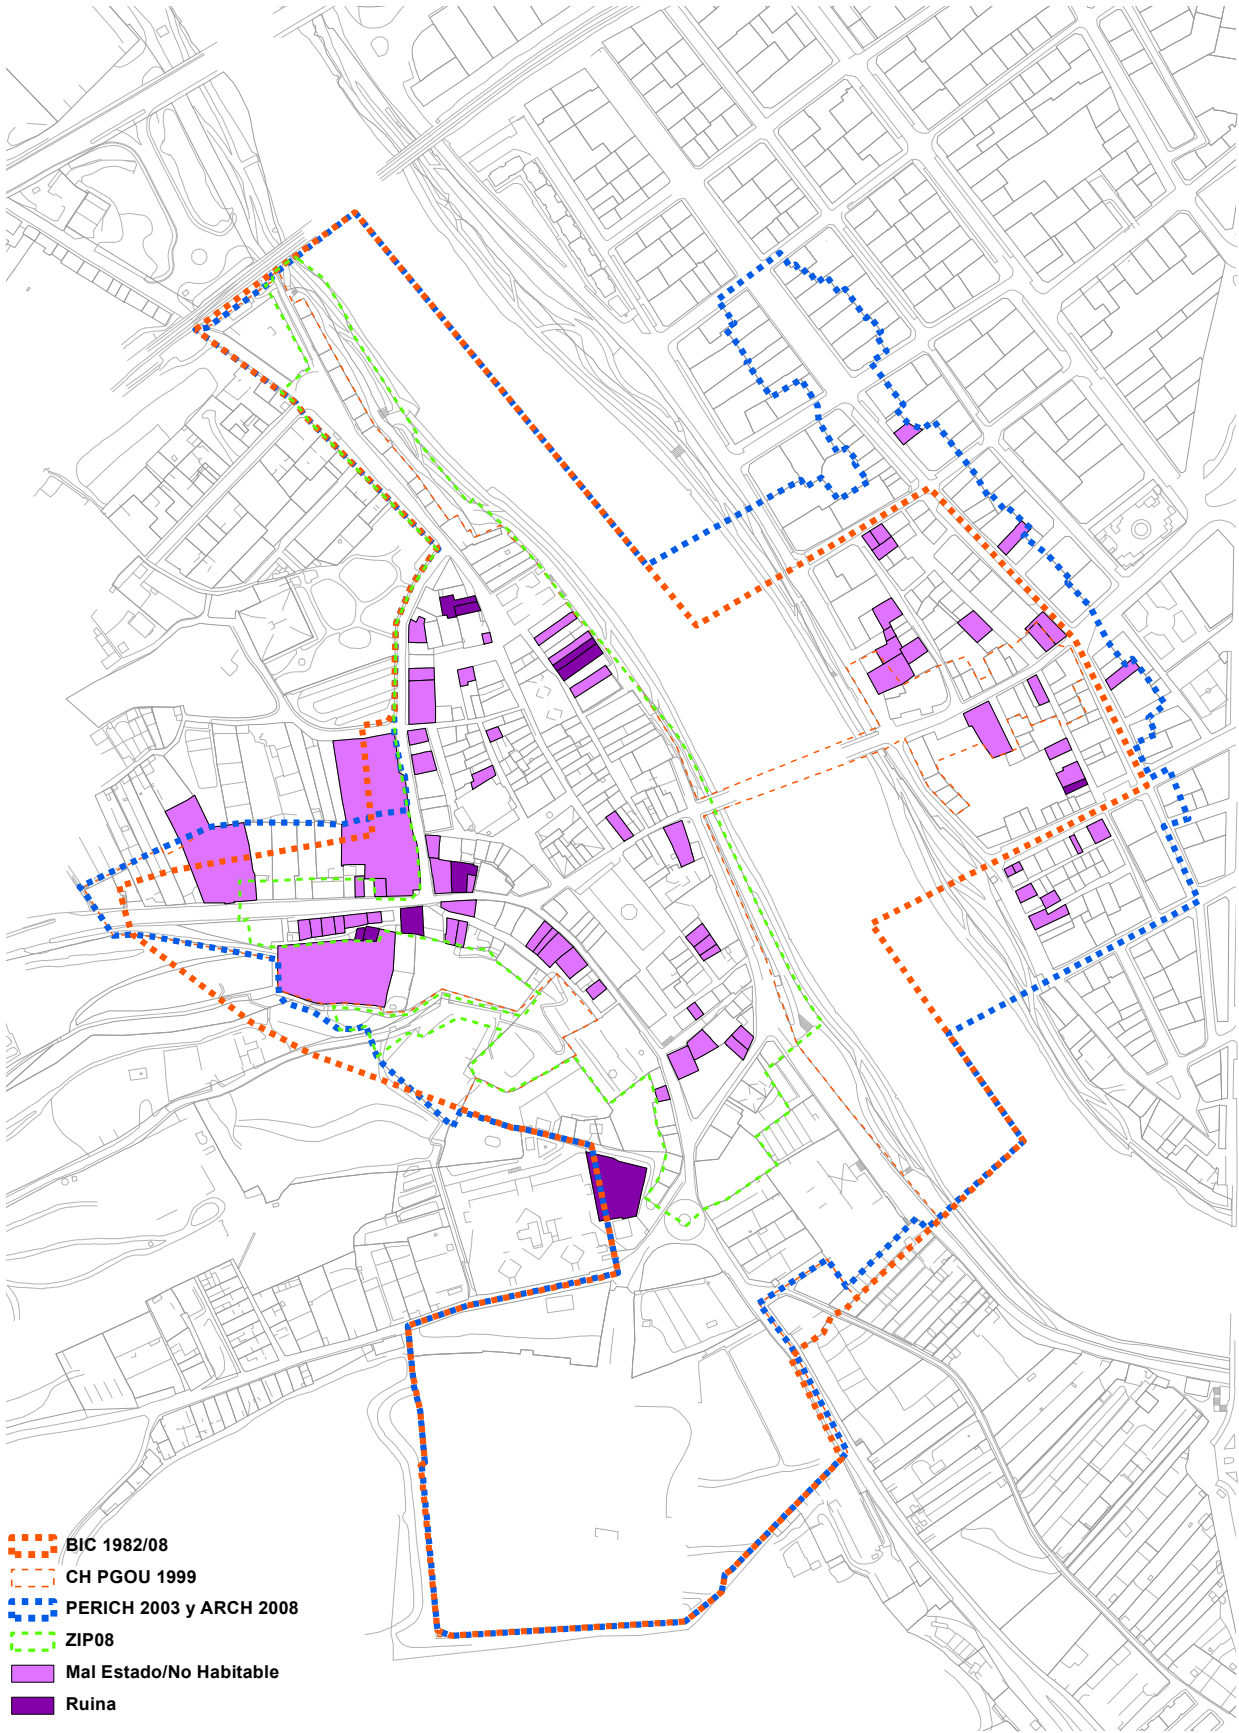 BIC 1982/08
CH PGOU 1999
PERICH 2003 y ARCH 2008
ZIP08
Mal Estado/No Habitable
Ruina